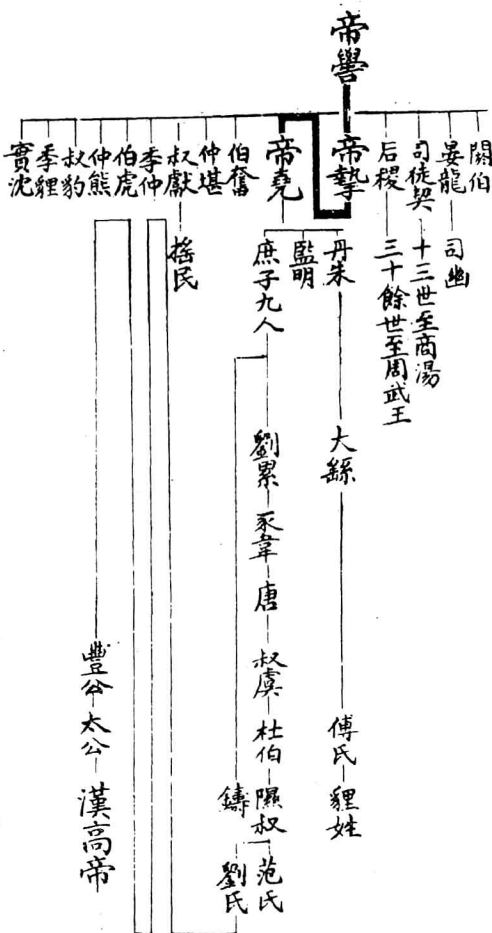 帝嚳
閼伯
晏龍
司幽
司徒契
十三世至商湯
后稷
三十餘世至周武王
帝摯
帝堯
丹朱
大繇
傅氏
貍姓
監明
庶子九人
劉累
豕韋
唐
叔虞
杜伯
隰叔
范氏
劉氏
鑄
伯奮
仲堪
叔獻
搖民
季仲
伯虎
仲熊
叔豹
季貍
實沈
豐公
太公
漢高帝